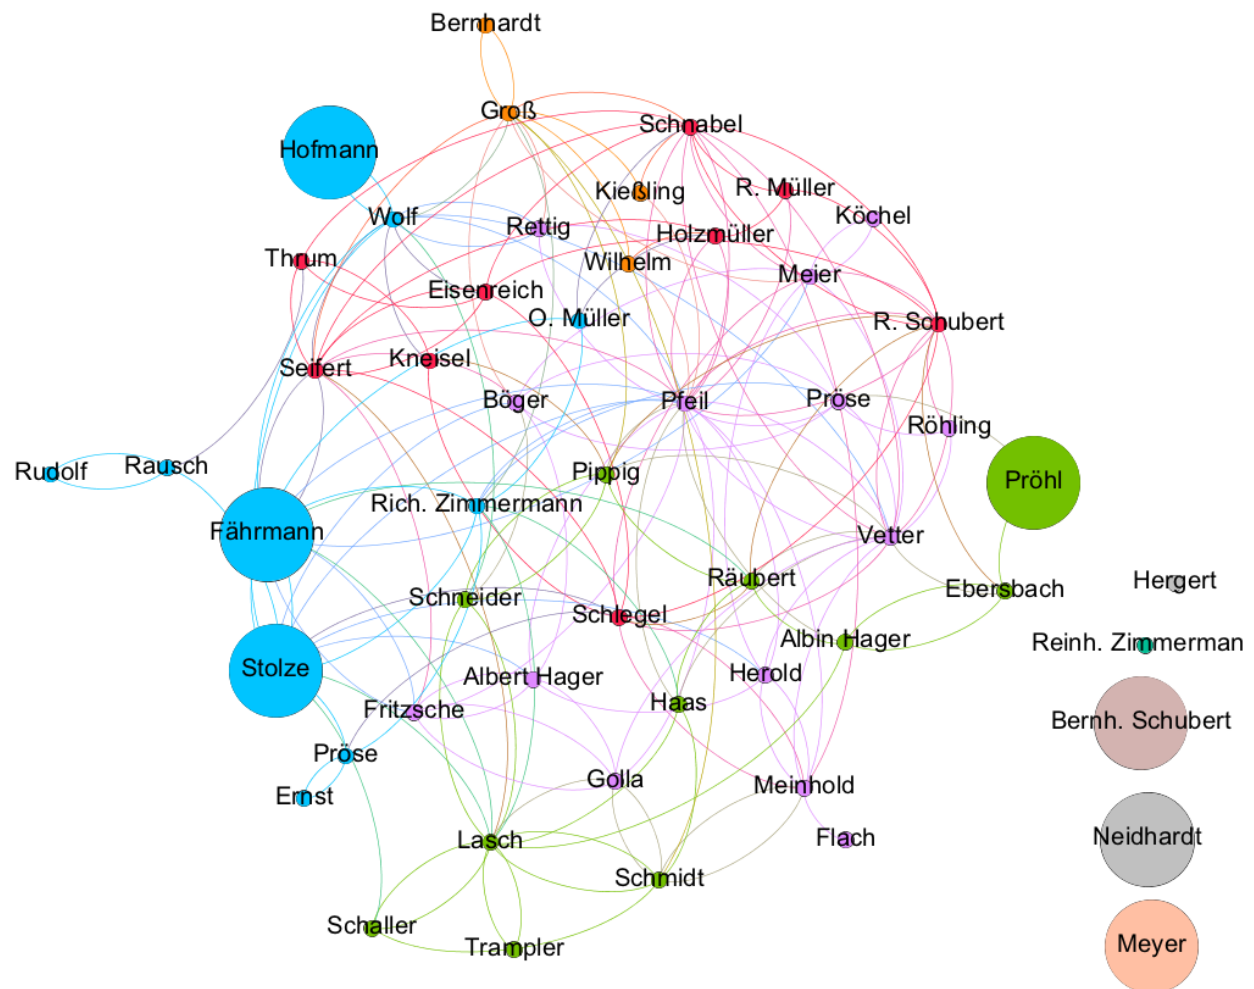 Bernhardt
Groß
Schnabel
Hofmann
Kießling
R. Müller
Wolf
Rettig
Holzmüller
Köchel
Thrum
Wilhelm
Meier
Eisenreich
O. Müller
R. Schubert
Seifert
Kneisel
Böger
Pfeil
Pröse
Röhling
Rudolf
Rausch
Pippig
Pröhl
Fährmann
Rich. Zimmermann
Vetter
Schneider
Räubert
Ebersbach
Hergert
Schlegel
Albin Hager
Reinh. Zimmerman
Stolze
Albert Hager
Herold
Fritzsche
Haas
Bernh. Schubert
Pröse
Ernst
Golla
Meinhold
Lasch
Flach
Neidhardt
Schmidt
Schaller
Trampler
Meyer